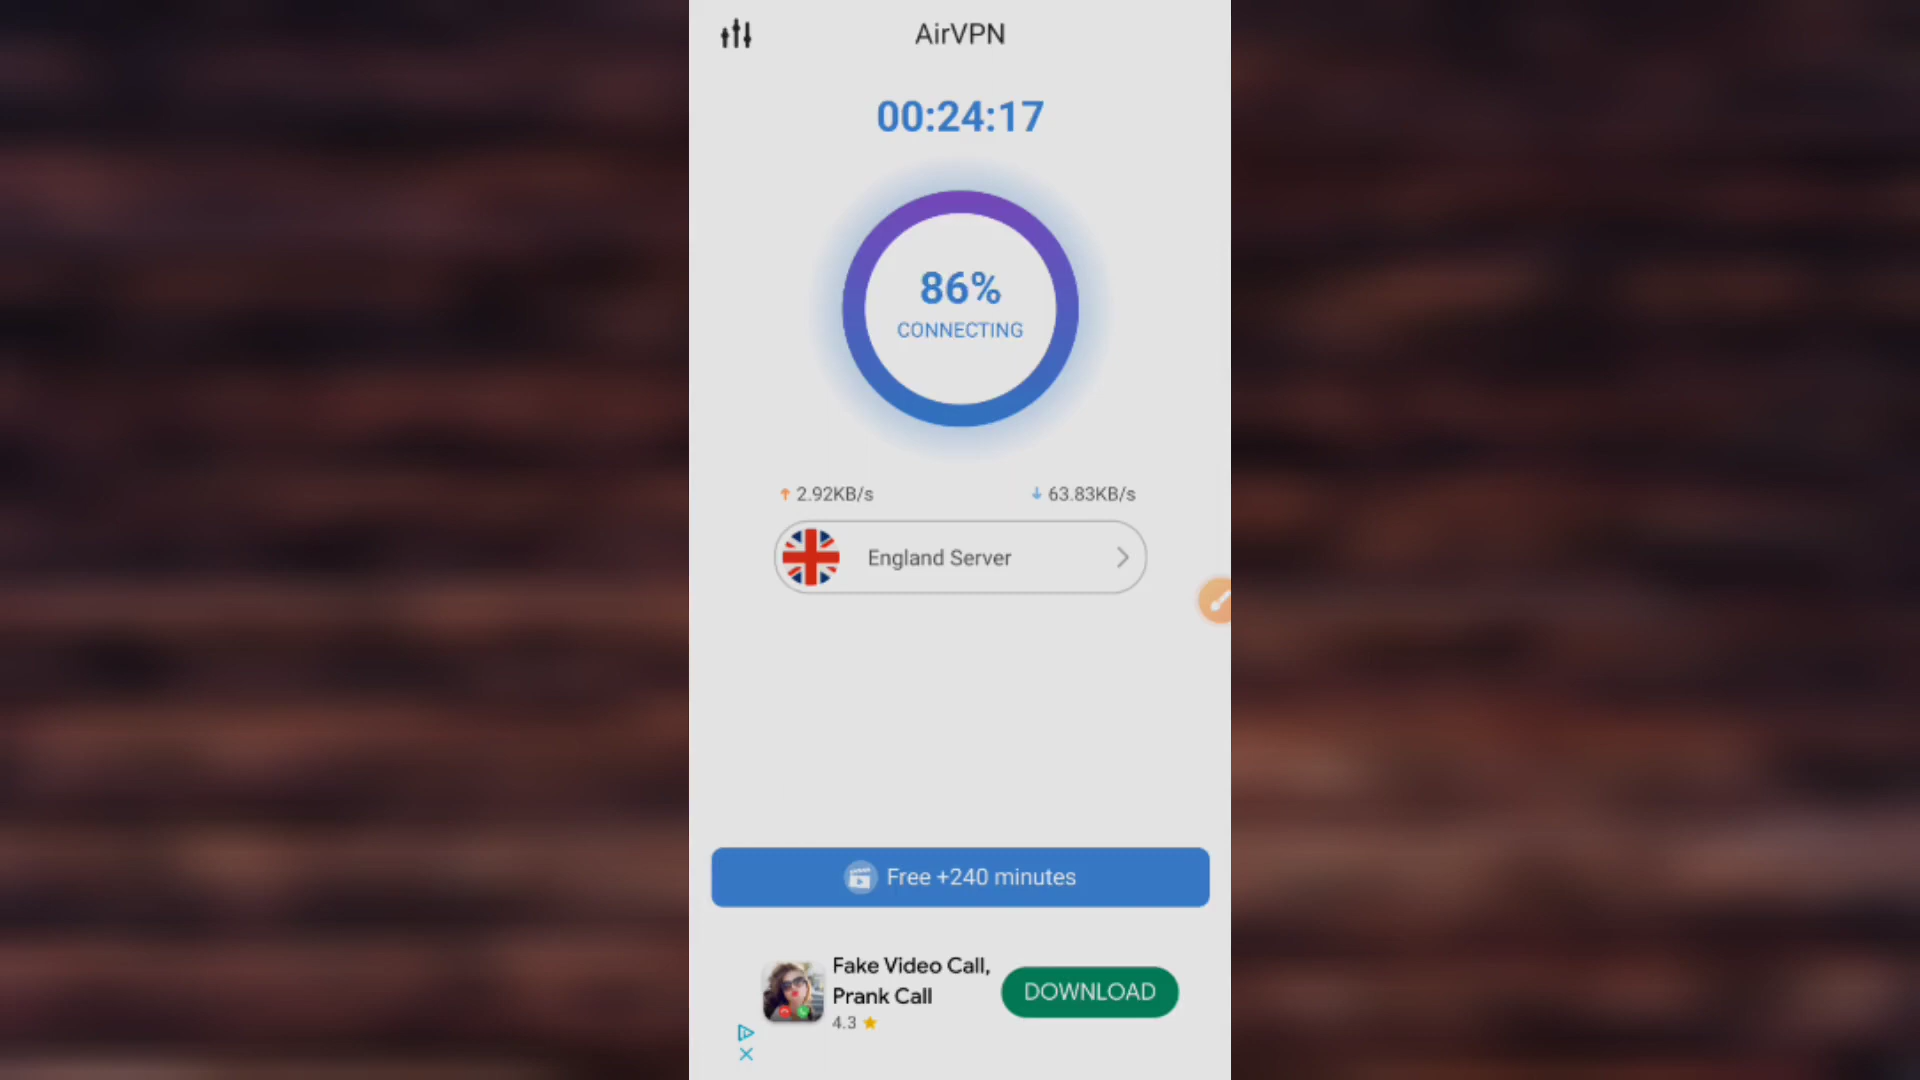 AirVPN
00:24:17
86%
CONNECTING
2.92KB/s
63.83KB/s
England Server
Free +240 minutes
Fake Video Call,
Prank Call
4.3
DOWNLOAD